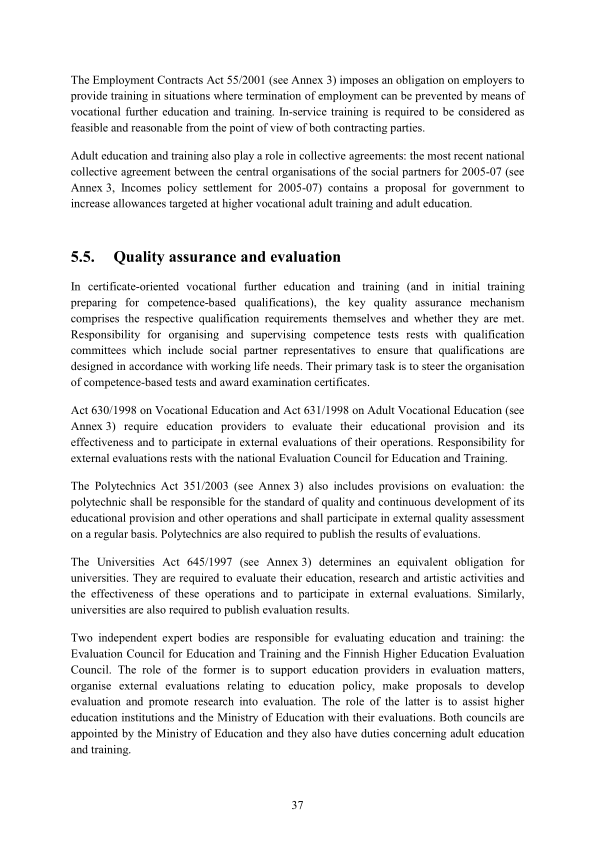 The Employment Contracts Act 55/2001 (see Annex 3) imposes an obligation on employers to
provide training in situations where termination of employment can be prevented by means of
vocational further education and training. In-service training is required to be considered as
feasible and reasonable from the point of view of both contracting parties.
Adult education and training also play a role in collective agreements: the most recent national
collective agreement between the central organisations of the social partners for 2005-07 (see
Annex 3, Incomes policy settlement for 2005-07) contains a proposal for government to
increase allowances targeted at higher vocational adult training and adult education.
5.5. Quality assurance and evaluation
In certificate-oriented vocational further education and training (and in initial training
preparing for competence-based qualifications), the key quality assurance mechanism
comprises the respective qualification requirements themselves and whether they are met.
Responsibility for organising and supervising competence tests rests with qualification
committees which include social partner representatives to ensure that qualifications are
designed in accordance with working life needs. Their primary task is to steer the organisation
of competence-based tests and award examination certificates.
Act 630/1998 on Vocational Education and Act 631/1998 on Adult Vocational Education (see
Annex 3) require education providers to evaluate their educational provision and its
effectiveness and to participate in external evaluations of their operations. Responsibility for
external evaluations rests with the national Evaluation Council for Education and Training.
The Polytechnics Act 351/2003 (see Annex 3) also includes provisions on evaluation: the
polytechnic shall be responsible for the standard of quality and continuous development of its
educational provision and other operations and shall participate in external quality assessment
on a regular basis. Polytechnics are also required to publish the results of evaluations.
The Universities Act 645/1997 (see Annex 3) determines an equivalent obligation for
universities. They are required to evaluate their education, research and artistic activities and
the effectiveness of these operations and to participate in external evaluations. Similarly,
universities are also required to publish evaluation results.
Two independent expert bodies are responsible for evaluating education and training: the
Evaluation Council for Education and Training and the Finnish Higher Education Evaluation
Council. The role of the former is to support education providers in evaluation matters,
organise external evaluations relating to education policy, make proposals to develop
evaluation and promote research into evaluation. The role of the latter is to assist higher
education institutions and the Ministry of Education with their evaluations. Both councils are
appointed by the Ministry of Education and they also have duties concerning adult education
and training.
37